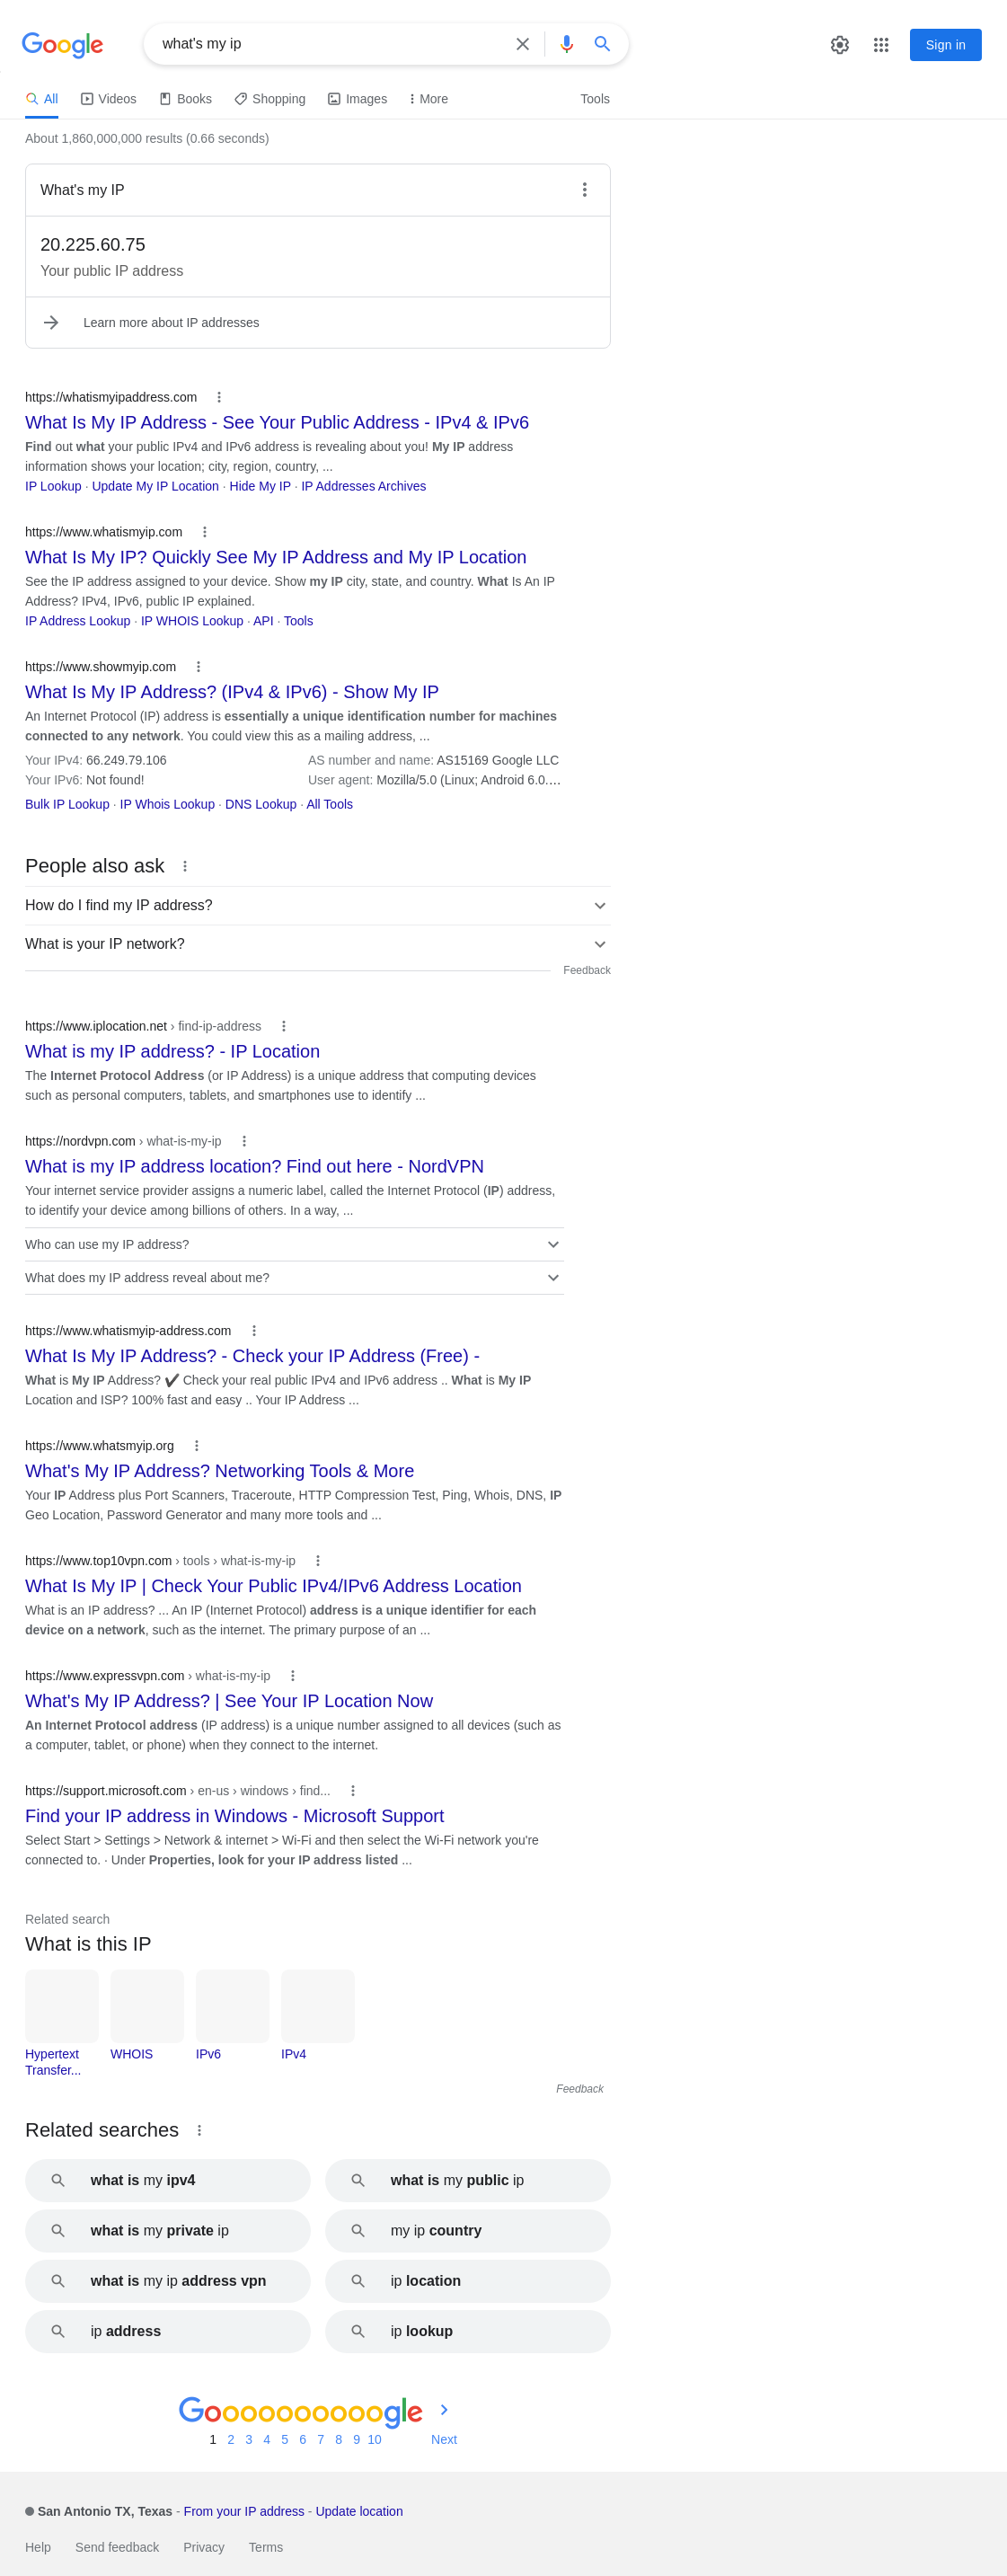 Google
what's my ip
Sign in
All
Videos
Books
Shopping
Images
More
Tools
About 1,860,000,000 results (0.66 seconds)
What's my IP
20.225.60.75
Your public IP address
Learn more about IP addresses
https://whatismyipaddress.com
What Is My IP Address - See Your Public Address - IPv4 & IPv6
Find out what your public IPv4 and IPv6 address is revealing about you! My IP address
information shows your location; city, region, country, ...
IP Lookup · Update My IP Location · Hide My IP · IP Addresses Archives
https://www.whatismyip.com
What Is My IP? Quickly See My IP Address and My IP Location
See the IP address assigned to your device. Show my IP city, state, and country. What Is An IP
Address? IPv4, IPv6, public IP explained.
IP Address Lookup · IP WHOIS Lookup · API · Tools
https://www.showmyip.com
What Is My IP Address? (IPv4 & IPv6) - Show My IP
An Internet Protocol (IP) address is essentially a unique identification number for machines
connected to any network. You could view this as a mailing address, ...
Your IPv4: 66.249.79.106
AS number and name: AS15169 Google LLC
Your IPv6: Not found!
User agent: Mozilla/5.0 (Linux; Android 6.0....
Bulk IP Lookup · IP Whois Lookup · DNS Lookup · All Tools
People also ask
How do I find my IP address?
What is your IP network?
Feedback
https://www.iplocation.net › find-ip-address
What is my IP address? - IP Location
The Internet Protocol Address (or IP Address) is a unique address that computing devices
such as personal computers, tablets, and smartphones use to identify ...
https://nordvpn.com › what-is-my-ip
What is my IP address location? Find out here - NordVPN
Your internet service provider assigns a numeric label, called the Internet Protocol (IP) address,
to identify your device among billions of others. In a way, ...
Who can use my IP address?
What does my IP address reveal about me?
https://www.whatismyip-address.com
What Is My IP Address? - Check your IP Address (Free) -
What is My IP Address? ✔️ Check your real public IPv4 and IPv6 address .. What is My IP
Location and ISP? 100% fast and easy .. Your IP Address ...
https://www.whatsmyip.org
What's My IP Address? Networking Tools & More
Your IP Address plus Port Scanners, Traceroute, HTTP Compression Test, Ping, Whois, DNS, IP
Geo Location, Password Generator and many more tools and ...
https://www.top10vpn.com › tools › what-is-my-ip
What Is My IP | Check Your Public IPv4/IPv6 Address Location
What is an IP address? ... An IP (Internet Protocol) address is a unique identifier for each
device on a network, such as the internet. The primary purpose of an ...
https://www.expressvpn.com › what-is-my-ip
What's My IP Address? | See Your IP Location Now
An Internet Protocol address (IP address) is a unique number assigned to all devices (such as
a computer, tablet, or phone) when they connect to the internet.
https://support.microsoft.com › en-us › windows › find...
Find your IP address in Windows - Microsoft Support
Select Start > Settings > Network & internet > Wi-Fi and then select the Wi-Fi network you're
connected to. · Under Properties, look for your IP address listed ...
Related search
What is this IP
Hypertext
Transfer...
WHOIS
IPv6
IPv4
Feedback
Related searches
what is my ipv4
what is my public ip
what is my private ip
my ip country
what is my ip address vpn
ip location
ip address
ip lookup
Goooooooooogle
1 2 3 4 5 6 7 8 9 10 Next
San Antonio TX, Texas - From your IP address - Update location
Help Send feedback Privacy Terms